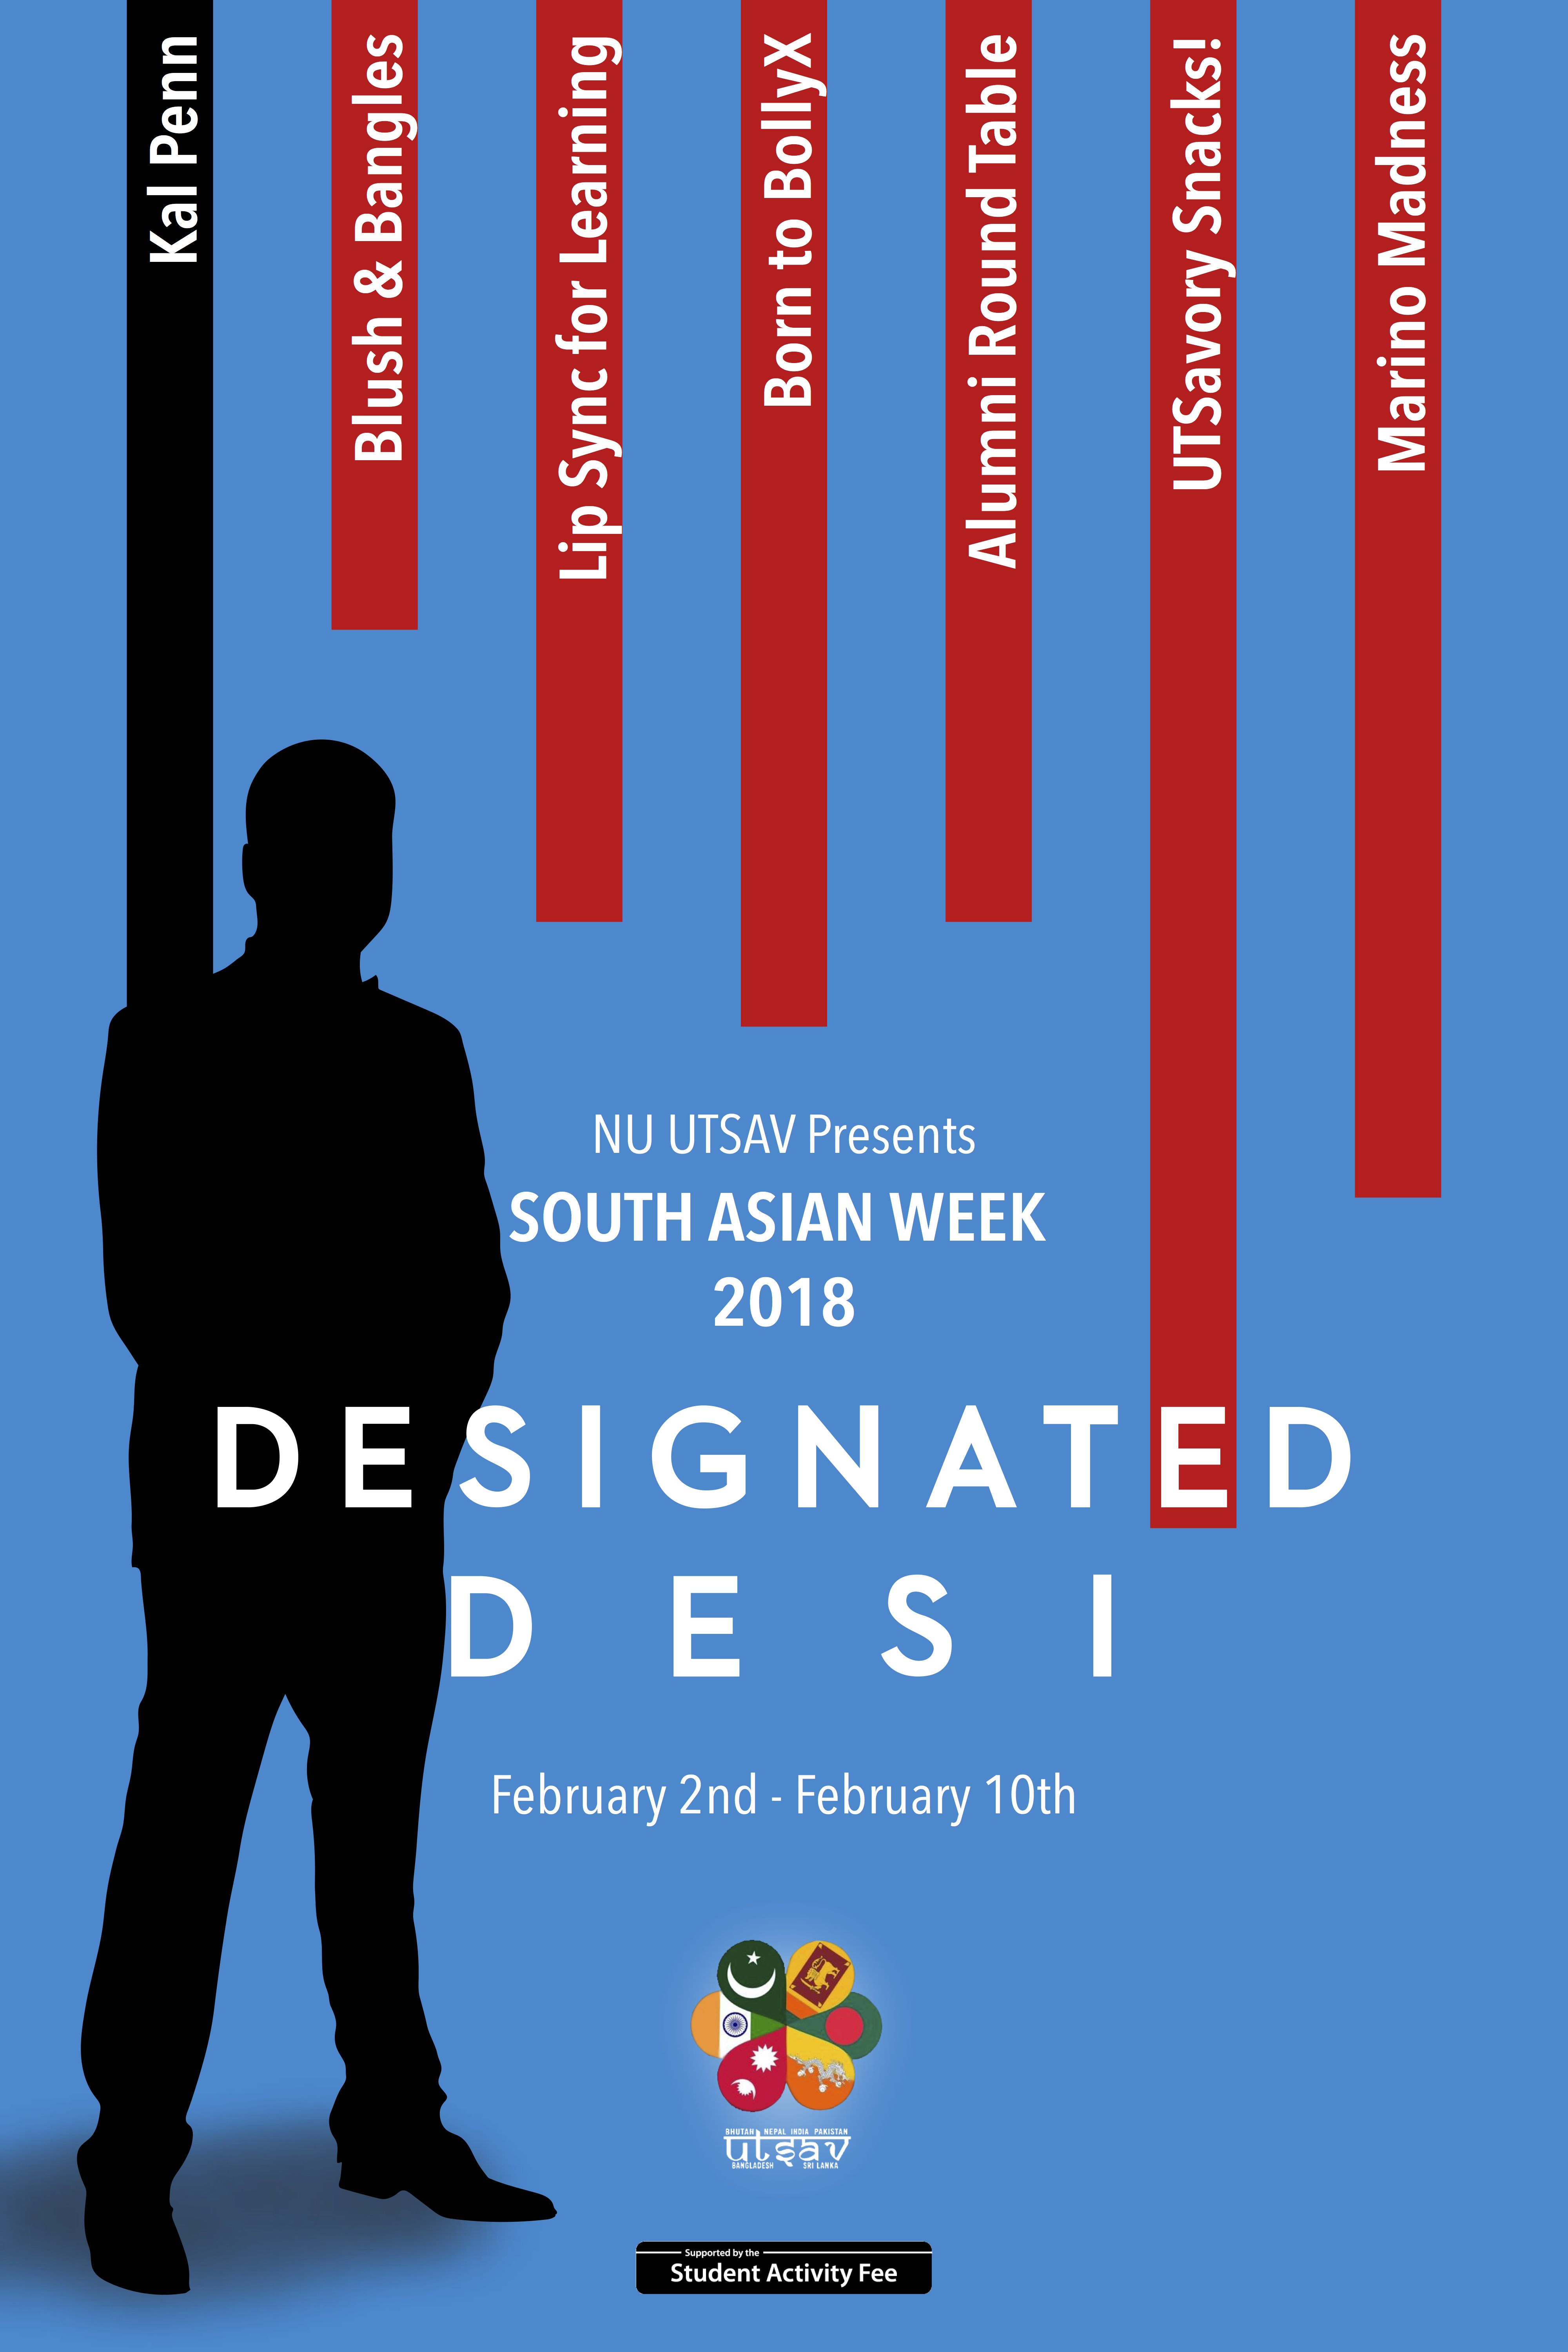 Kal Penn
Blush & Bangles
Lip Sync for Learning
Born to BollyX
Alumni Round Table
UTSavory Snacks!
Marino Madness
NU UTSAV Presents
SOUTH ASIAN WEEK
2018
DESIGNATED
DESI
February 2nd - February 10th
BHUTAN NEPAL INDIA PAKISTAN
utsav
BANGLADESH SRI LANKA
Supported by the
Student Activity Fee